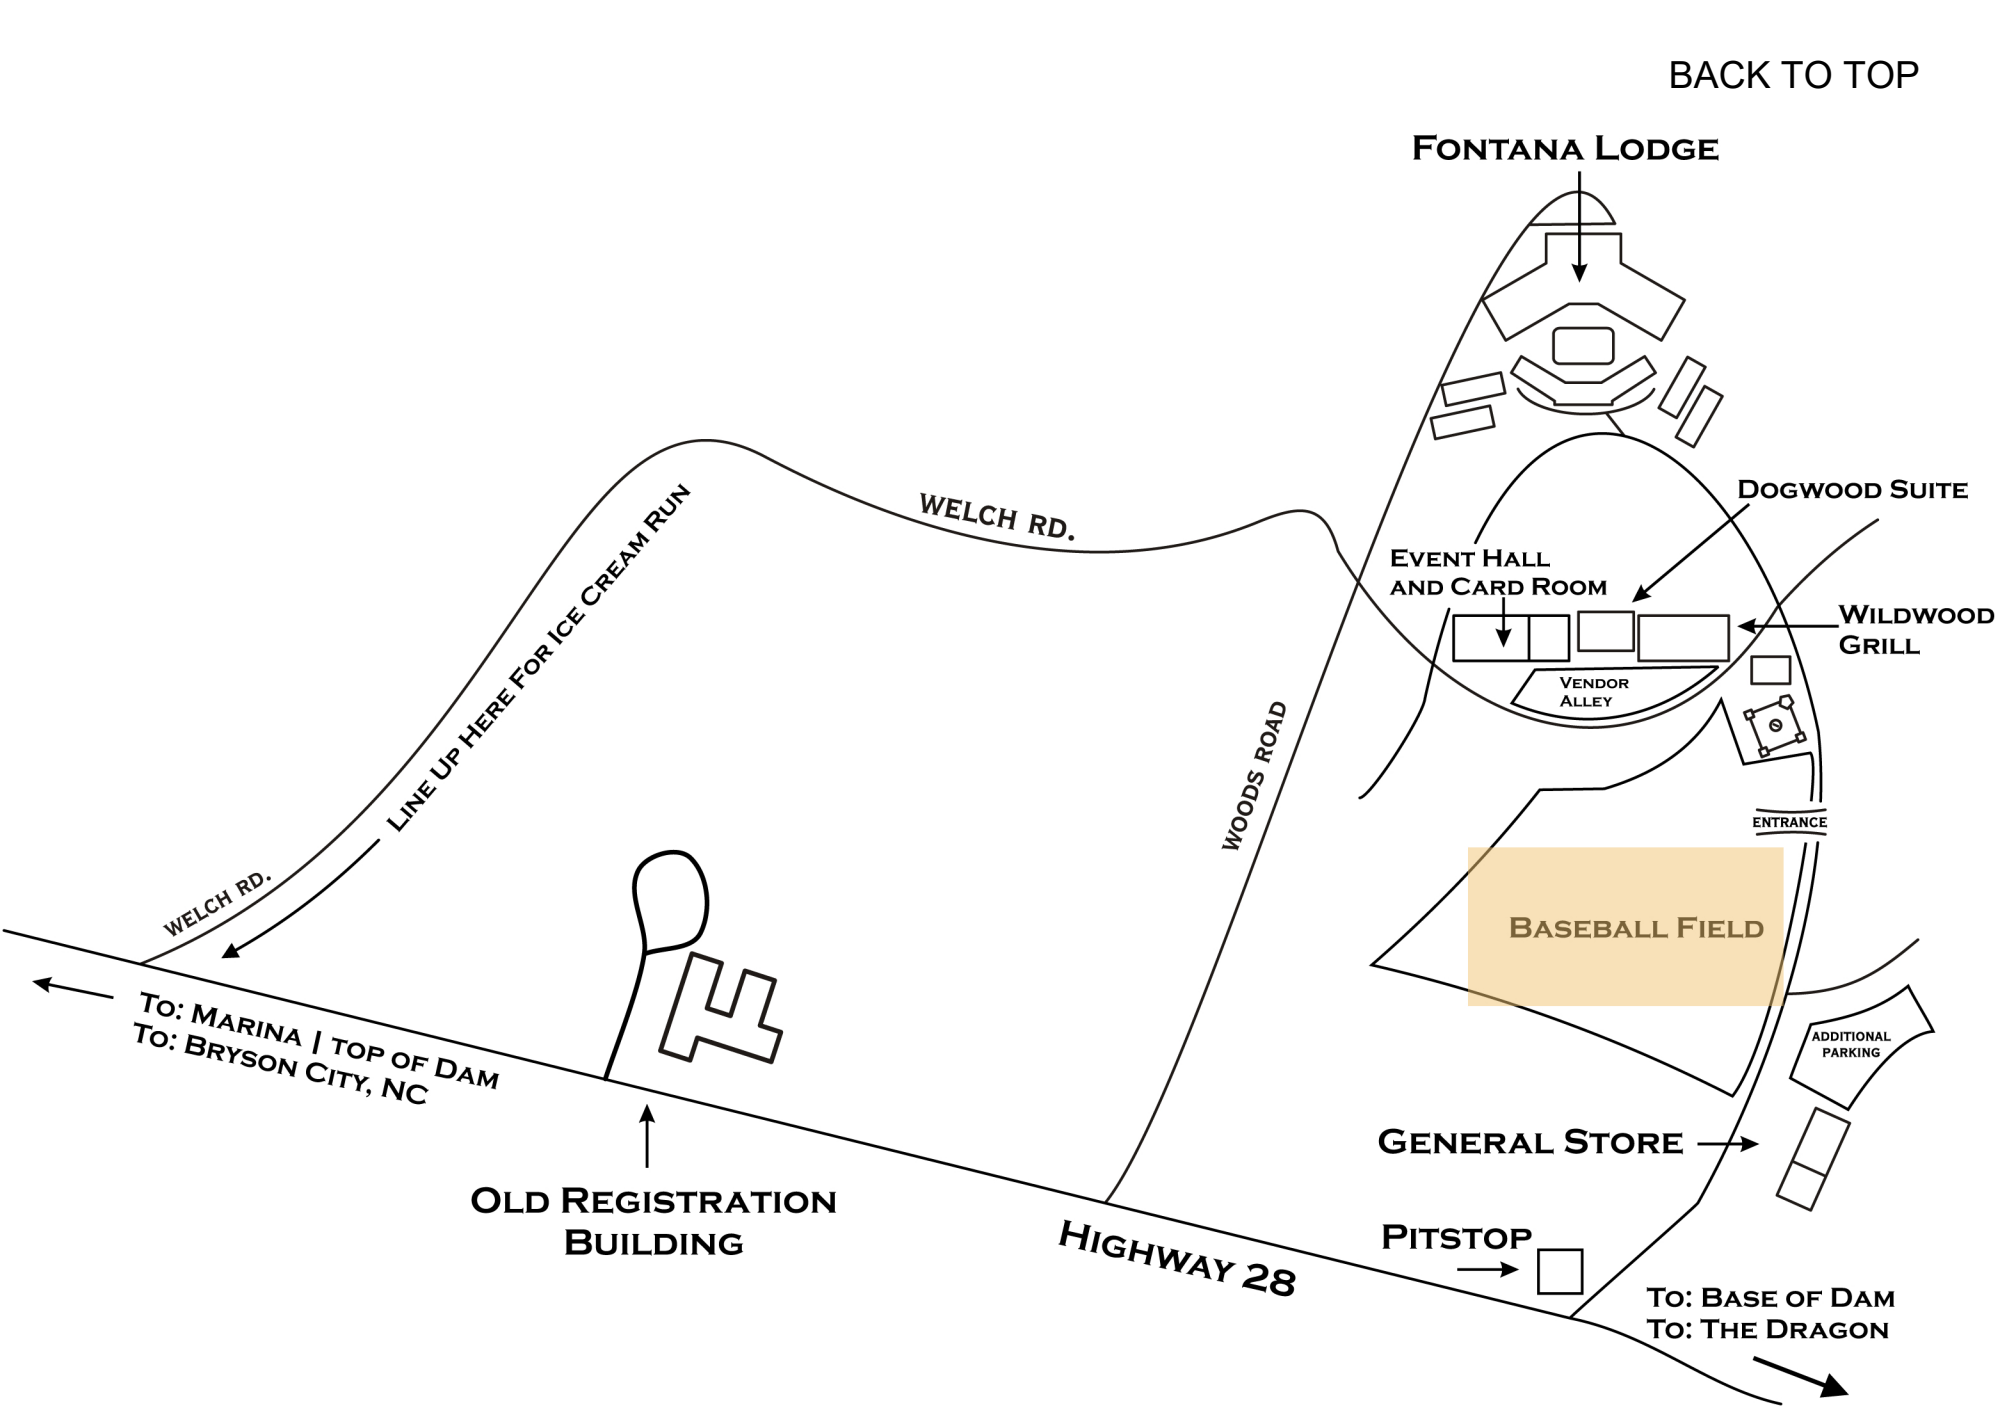 BACK TO TOP
FONTANA LODGE
DOGWOOD SUITE
WELCH RD.
EVENT HALL
AND CARD ROOM
WILDWOOD
GRILL
VENDOR
ALLEY
LINE UP HERE FOR ICE CREAM RUN
WOODS ROAD
ENTRANCE
WELCH RD.
BASEBALL FIELD
TO: MARINA | TOP OF DAM
TO: BRYSON CITY, NC
ADDITIONAL
PARKING
GENERAL STORE
OLD REGISTRATION
BUILDING
HIGHWAY 28
PITSTOP
TO: BASE OF DAM
TO: THE DRAGON